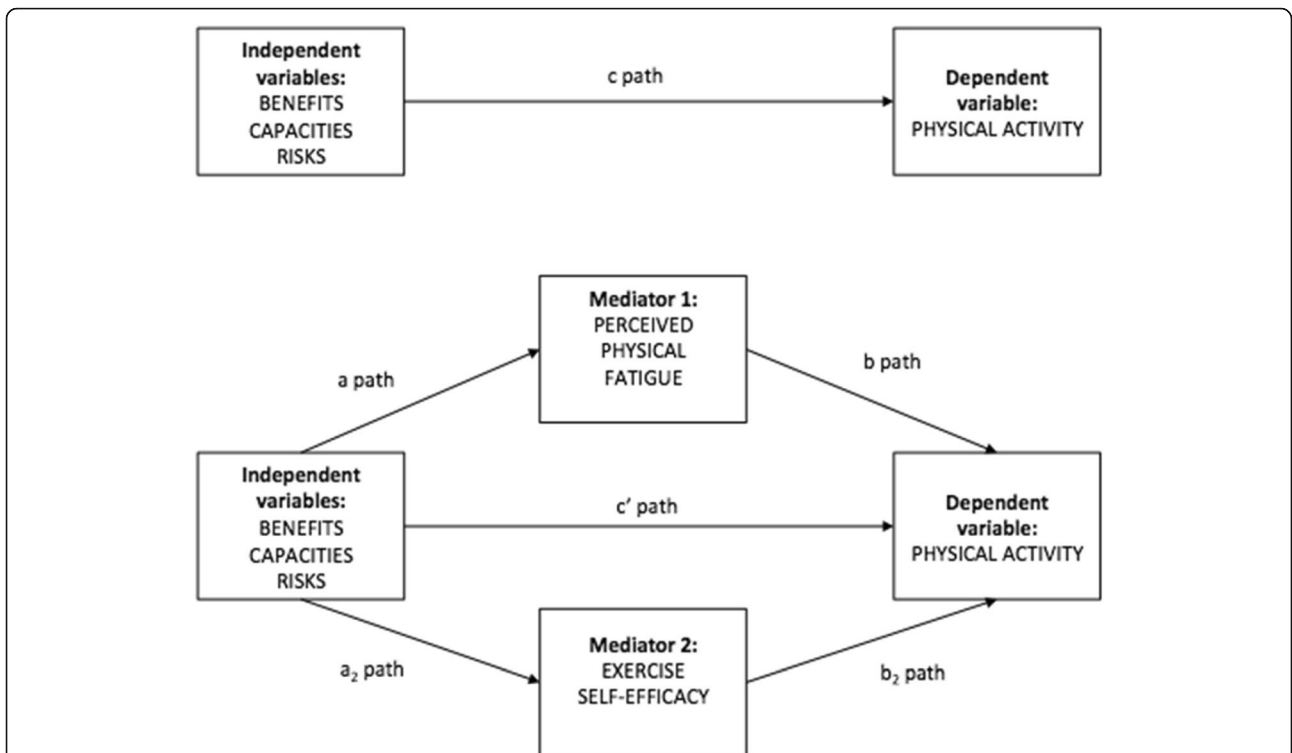 Independent
variables:
BENEFITS
CAPACITIES
RISKS
c path
Dependent
variable:
PHYSICAL ACTIVITY
Mediator 1:
PERCEIVED
PHYSICAL
FATIGUE
a path
b path
Independent
variables:
BENEFITS
CAPACITIES
RISKS
c’ path
Dependent
variable:
PHYSICAL ACTIVITY
Mediator 2:
EXERCISE
SELF-EFFICACY
a₂ path
b₂ path